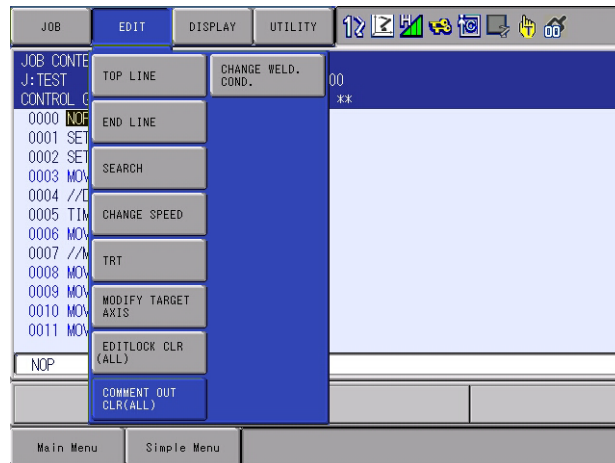 JOB EDIT DISPLAY UTILITY
JOB CONTE
J:TEST 00
CONTROL G **
0000 NOP
0001 SET
0002 SET
0003 MOV
0004 //
0005 TIM
0006 MOV
0007 //
0008 MOV
0009 MOV
0010 MOV
0011 MOV
NOP
TOP LINE
END LINE
SEARCH
CHANGE SPEED
TRT
MODIFY TARGET
AXIS
EDITLOCK CLR
(ALL)
COMMENT OUT
CLR(ALL)
CHANGE WELD.
COND.
Main Menu Simple Menu